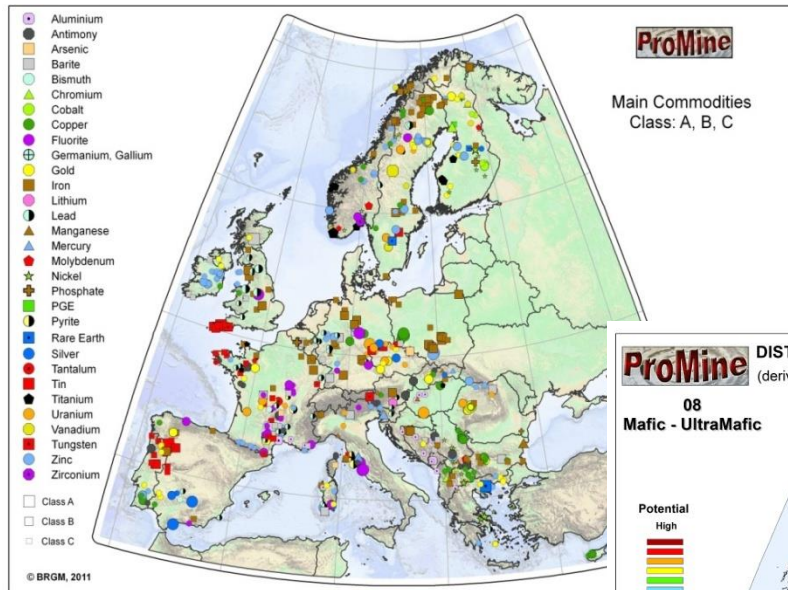 Aluminium
Antimony
Arsenic
Barite
Bismuth
Chromium
Cobalt
Copper
Fluorite
Germanium, Gallium
Gold
Iron
Lithium
Lead
Manganese
Mercury
Molybdenum
Nickel
Phosphate
PGE
Pyrite
Rare Earth
Silver
Tantalum
Tin
Titanium
Uranium
Vanadium
Tungsten
Zinc
Zirconium
Class A
Class B
Class C
© BRGM, 2011
ProMine
Main Commodities
Class: A, B, C
ProMine
DIST
(deriv
08
Mafic - UltraMafic
Potential
High